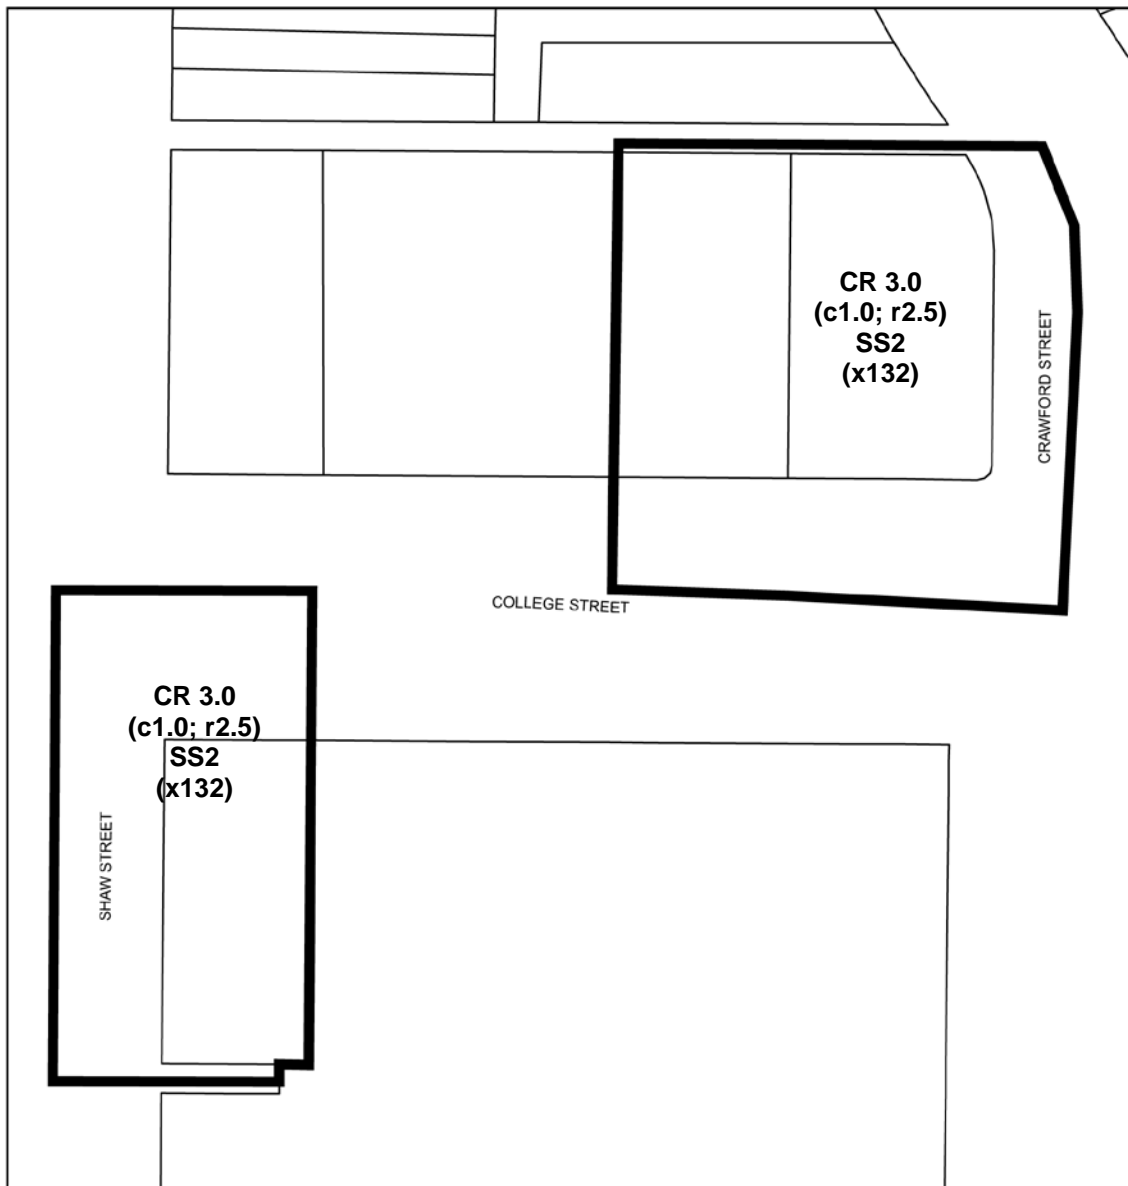 CR 3.0
(c1.0; r2.5)
SS2
(x132)
CRAWFORD STREET
COLLEGE STREET
CR 3.0
(c1.0; r2.5)
SS2
(x132)
SHAW STREET